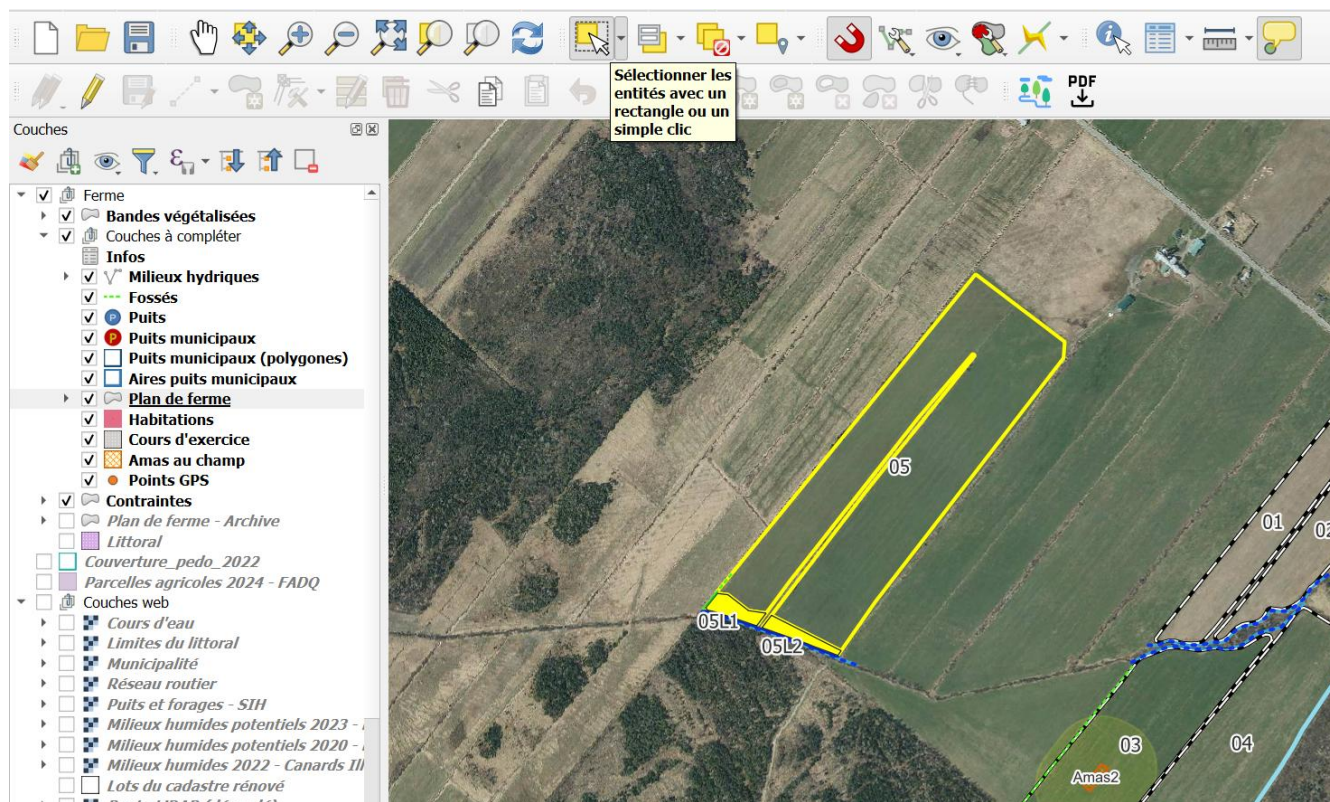 PDF
Sélectionner les
entités avec un
rectangle ou un
simple clic
Couches
Ferme
Bandes végétalisées
Couches à compléter
Infos
Milieux hydriques
Fossés
P Puits
P Puits municipaux
Puits municipaux (polygones)
Aires puits municipaux
Plan de ferme
Habitations
Cours d'exercice
Amas au champ
Points GPS
Contraintes
Plan de ferme - Archive
Littoral
Couverture_pedo_2022
Parcelles agricoles 2024 - FADQ
Couches web
Cours d'eau
Limites du littoral
Municipalité
Réseau routier
Puits et forages - SIH
Milieux humides potentiels 2023 -
Milieux humides potentiels 2020 -
Milieux humides 2022 - Canards Ill
Lots du cadastre rénové
05
01
02
05L1
05L2
03
04
Amas2